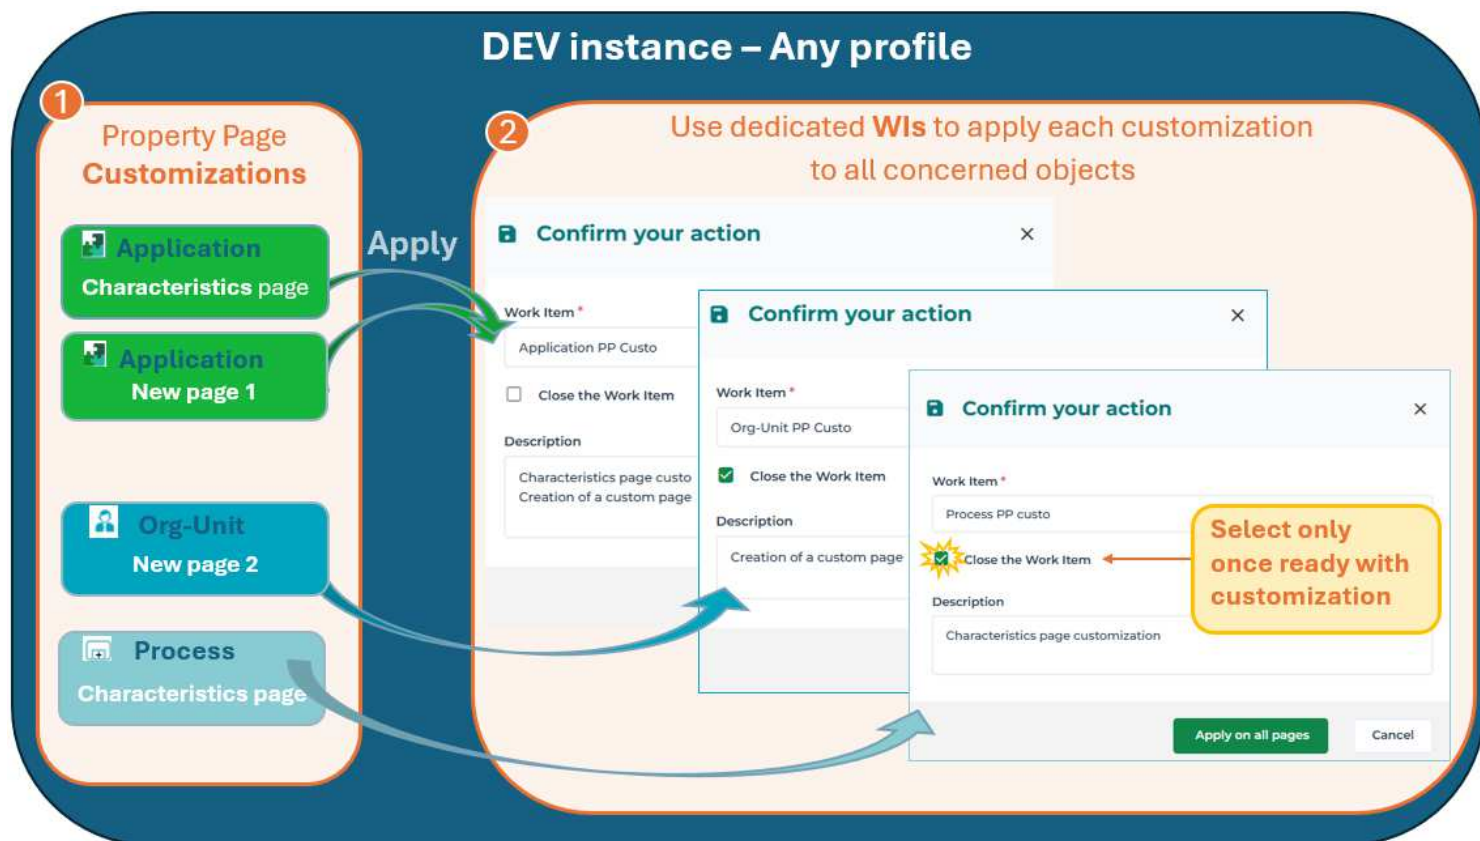 DEV instance – Any profile
1
Property Page
Customizations
Application
Characteristics page
Application
New page 1
Org-Unit
New page 2
Process
Characteristics page
Apply
2
Use dedicated WIs to apply each customization
to all concerned objects
Confirm your action
Work Item *
Application PP Custo
Close the Work Item
Description
Characteristics page custo
Creation of a custom page
Confirm your action
Work Item *
Org-Unit PP Custo
Close the Work Item
Description
Creation of a custom page
Confirm your action
Work Item *
Process PP custo
Close the Work Item
Select only
once ready with
customization
Description
Characteristics page customization
Apply on all pages
Cancel